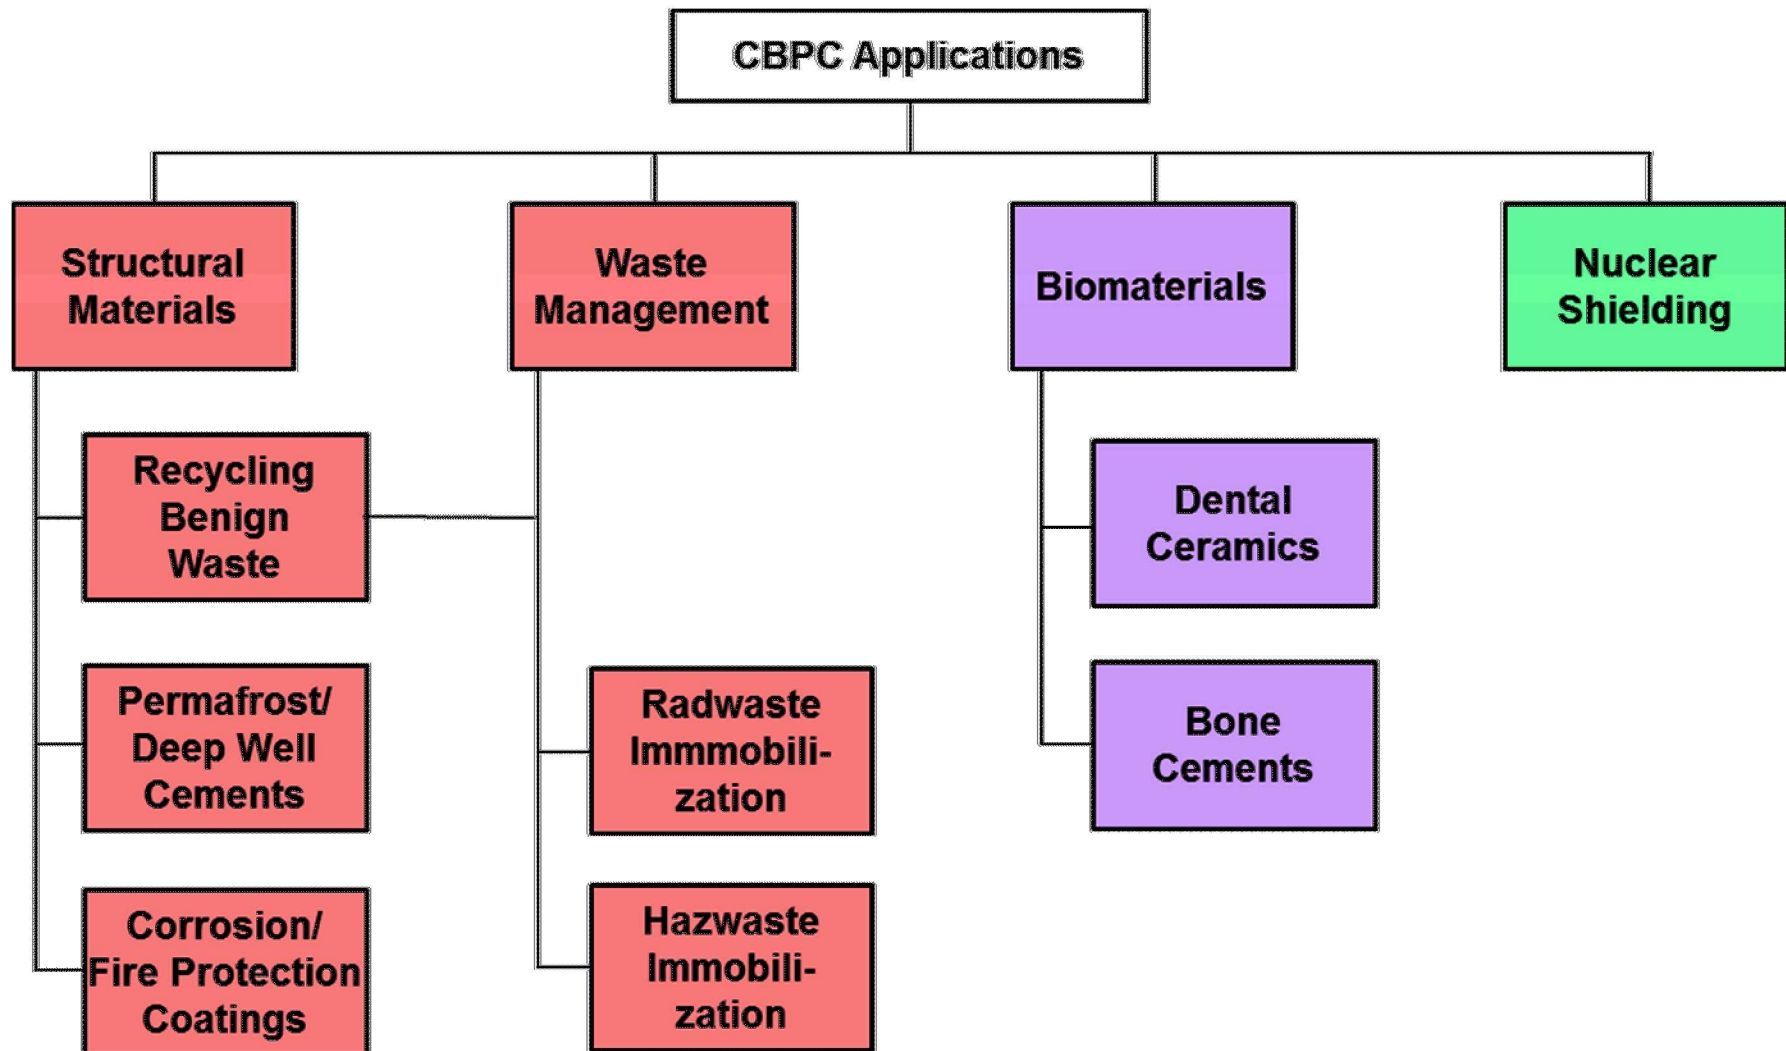 CBPC Applications
Structural
Materials
Waste
Management
Biomaterials
Nuclear
Shielding
Recycling
Benign
Waste
Permafrost/
Deep Well
Cements
Corrosion/
Fire Protection
Coatings
Radwaste
Immmobili-
zation
Hazwaste
Immobili-
zation
Dental
Ceramics
Bone
Cements